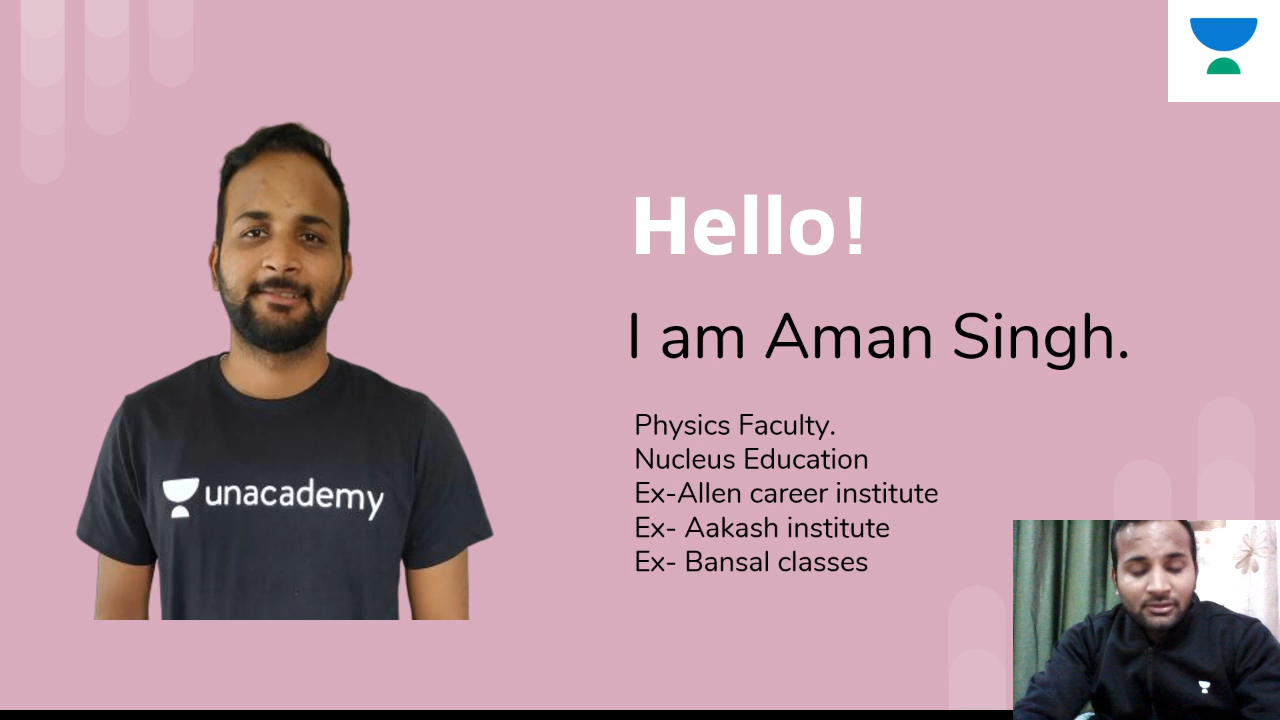 Hello!
I am Aman Singh.
Physics Faculty.
Nucleus Education
Ex-Allen career institute
Ex- Aakash institute
Ex- Bansal classes
unacademy